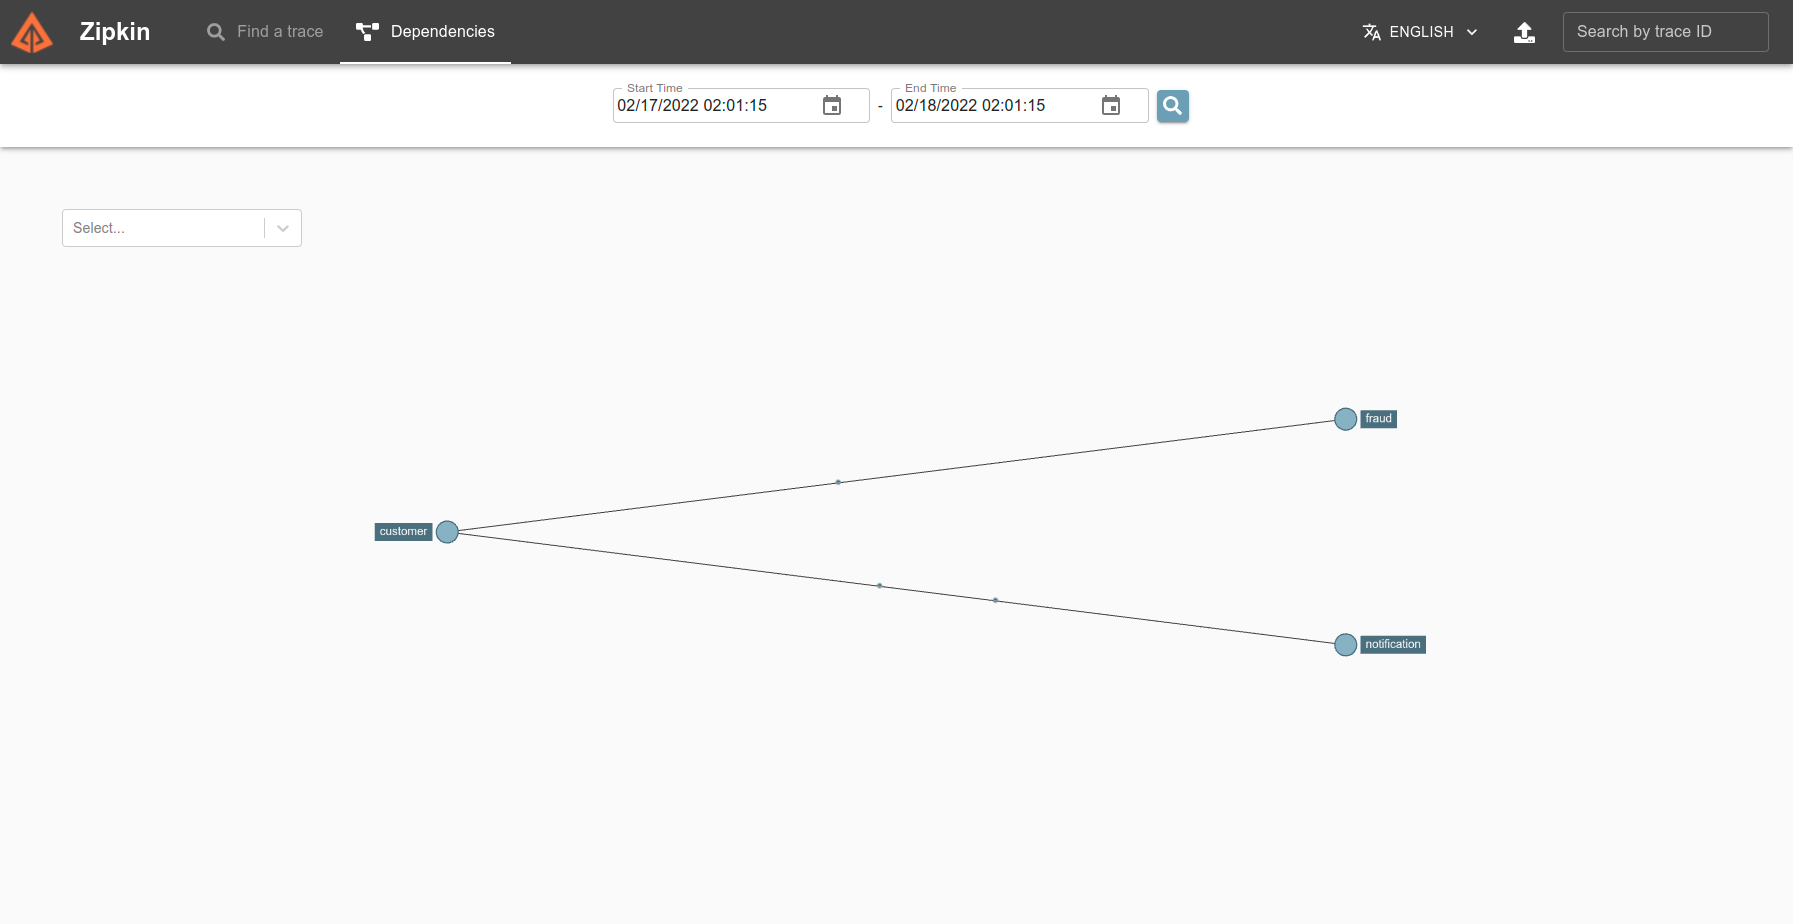 Zipkin
Find a trace
Dependencies
ENGLISH
Search by trace ID
Start Time
02/17/2022 02:01:15
-
End Time
02/18/2022 02:01:15
Select...
fraud
customer
notification